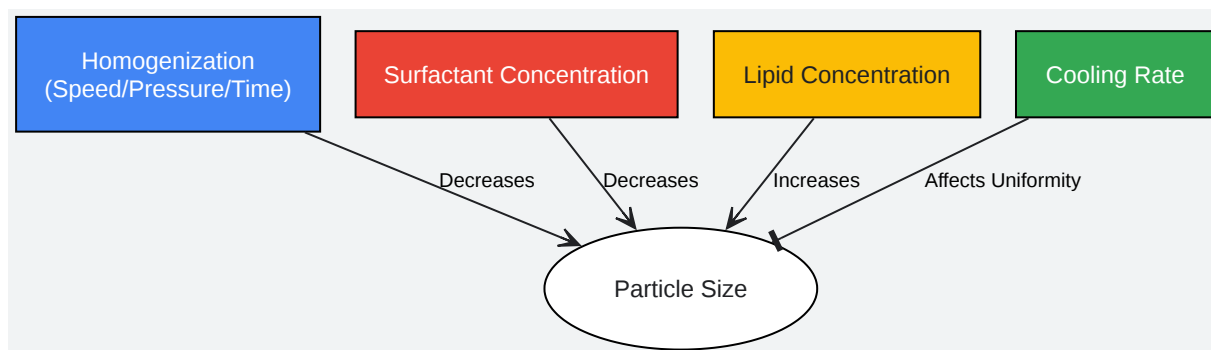 Homogenization
(Speed/Pressure/Time)
Surfactant Concentration
Lipid Concentration
Cooling Rate
Decreases
Decreases
Increases
Affects Uniformity
Particle Size